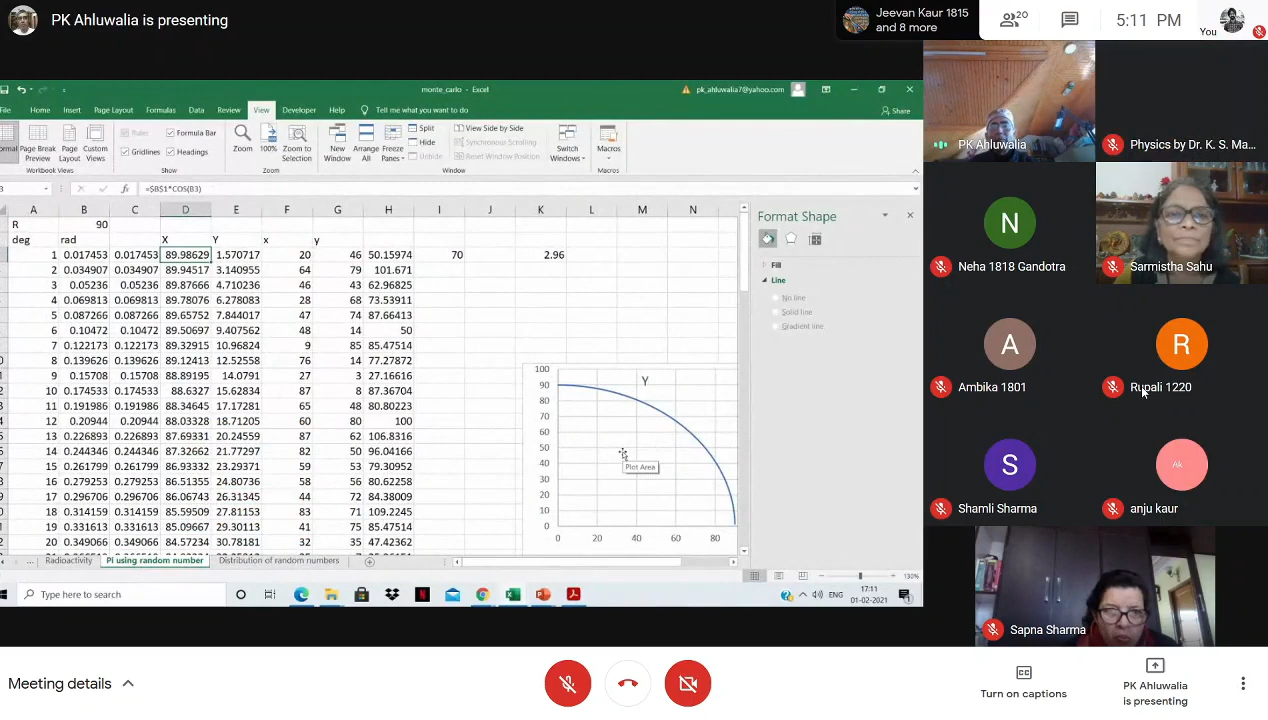 PK Ahluwalia is presenting
Jeevan Kaur 1815
and 8 more
20
5:11 PM
You
monte_carlo - Excel
pk_ahluwalia7@yahoo.com
Home Insert Page Layout Formulas Data Review View Developer Help Tell me what you want to do
Share
Page Break Preview
Page Layout
Custom Views
Workbook Views
Ruler
Formula Bar
Gridlines
Headings
Show
Zoom
100%
Zoom to Selection
Zoom
New Window
Arrange All
Freeze Panes
Split
Hide
Unhide
View Side by Side
Synchronous Scrolling
Reset Window Position
Window
Switch Windows
Macros
Macros
=$B$1*COS(B3)
A B C D E F G H I J K L M N
R 90
deg rad X Y x y
1 0.017453 0.017453 89.98629 1.570717 20 46 50.15974 70 2.96
2 0.034907 0.034907 89.94517 3.140955 64 79 101.671
3 0.05236 0.05236 89.87666 4.710236 46 43 62.96825
4 0.069813 0.069813 89.78076 6.278083 28 68 73.53911
5 0.087266 0.087266 89.65752 7.844017 47 74 87.66413
6 0.10472 0.10472 89.50697 9.407562 48 14 50
7 0.122173 0.122173 89.32915 10.96824 9 85 85.47514
8 0.139626 0.139626 89.12413 12.52558 76 14 77.27872
9 0.15708 0.15708 88.89195 14.0791 27 3 27.16616
10 0.174533 0.174533 88.6327 15.62834 87 8 87.36704
11 0.191986 0.191986 88.34645 17.17281 65 48 80.80223
12 0.20944 0.20944 88.03328 18.71205 60 80 100
13 0.226893 0.226893 87.69331 20.24559 87 62 106.8316
14 0.244346 0.244346 87.32662 21.77297 82 50 96.04166
15 0.261799 0.261799 86.93332 23.29371 59 53 79.30952
16 0.279253 0.279253 86.51355 24.80736 58 56 80.62258
17 0.296706 0.296706 86.06743 26.31345 44 72 84.38009
18 0.314159 0.314159 85.59509 27.81153 83 71 109.2245
19 0.331613 0.331613 85.09667 29.30113 41 75 85.47514
20 0.349066 0.349066 84.57234 30.78181 32 35 47.42362
Y
100
90
80
70
60
50
40
30
20
10
0
0 20 40 60 80
Plot Area
Format Shape
Fill
Line
No line
Solid line
Gradient line
Radioactivity
Pi using random number
Distribution of random numbers
130%
Type here to search
ENG
17:11
01-02-2021
PK Ahluwalia
Physics by Dr. K. S. Ma...
N
Neha 1818 Gandotra
Sarmistha Sahu
A
Ambika 1801
R
Rupali 1220
S
Shamli Sharma
Ak
anju kaur
Sapna Sharma
Meeting details
Turn on captions
PK Ahluwalia
is presenting